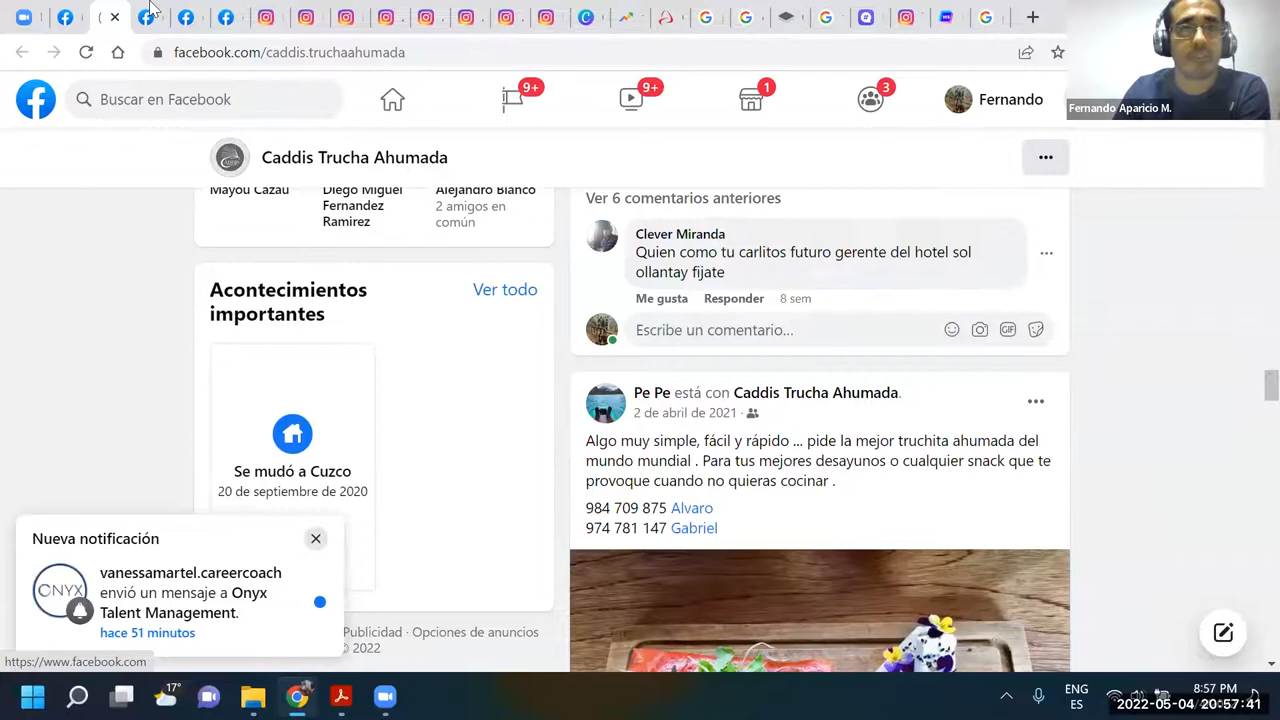 facebook.com/caddis.truchaahumada
Buscar en Facebook
9+
9+
1
3
Fernando
Fernando Aparicio M.
Caddis Trucha Ahumada
Mayou Cazau
Diego Miguel
Fernandez
Ramirez
Alejandro Blanco
2 amigos en
común
Acontecimientos
importantes
Ver todo
Se mudó a Cuzco
20 de septiembre de 2020
Ver 6 comentarios anteriores
Clever Miranda
Quien como tu carlitos futuro gerente del hotel sol
ollantay fijate
Me gusta Responder 8 sem
Escribe un comentario...
GIF
Pe Pe está con Caddis Trucha Ahumada.
2 de abril de 2021 ·
Algo muy simple, fácil y rápido ... pide la mejor truchita ahumada del
mundo mundial . Para tus mejores desayunos o cualquier snack que te
provoque cuando no quieras cocinar .
984 709 875 Alvaro
974 781 147 Gabriel
Nueva notificación
ONYX
vanessamartel.careercoach
envió un mensaje a Onyx
Talent Management.
hace 51 minutos
Publicidad · Opciones de anuncios
© 2022
https://www.facebook.com
17°
ENG
ES
8:57 PM
2022-05-04 20:57:41